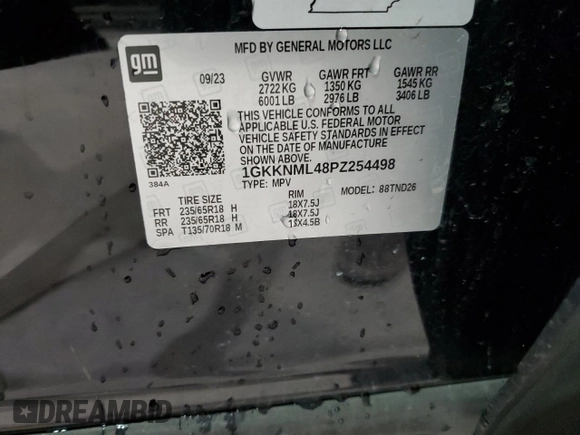 gm
MFD BY GENERAL MOTORS LLC
09/23 GVWR GAWR FRT GAWR RR
2722 KG 1350 KG 1545 KG
6001 LB 2976 LB 3406 LB
THIS VEHICLE CONFORMS TO ALL
APPLICABLE U.S. FEDERAL MOTOR
VEHICLE SAFETY STANDARDS IN EFFECT
ON THE DATE OF MANUFACTURE
SHOWN ABOVE.
1GKKNML48PZ254498
TYPE: MPV MODEL: 88TND26
384A
TIRE SIZE RIM
FRT 235/65R18 H 18X7.5J
RR 235/65R18 H 18X7.5J
SPA T135/70R18 M 18X4.5B
DREAMBID